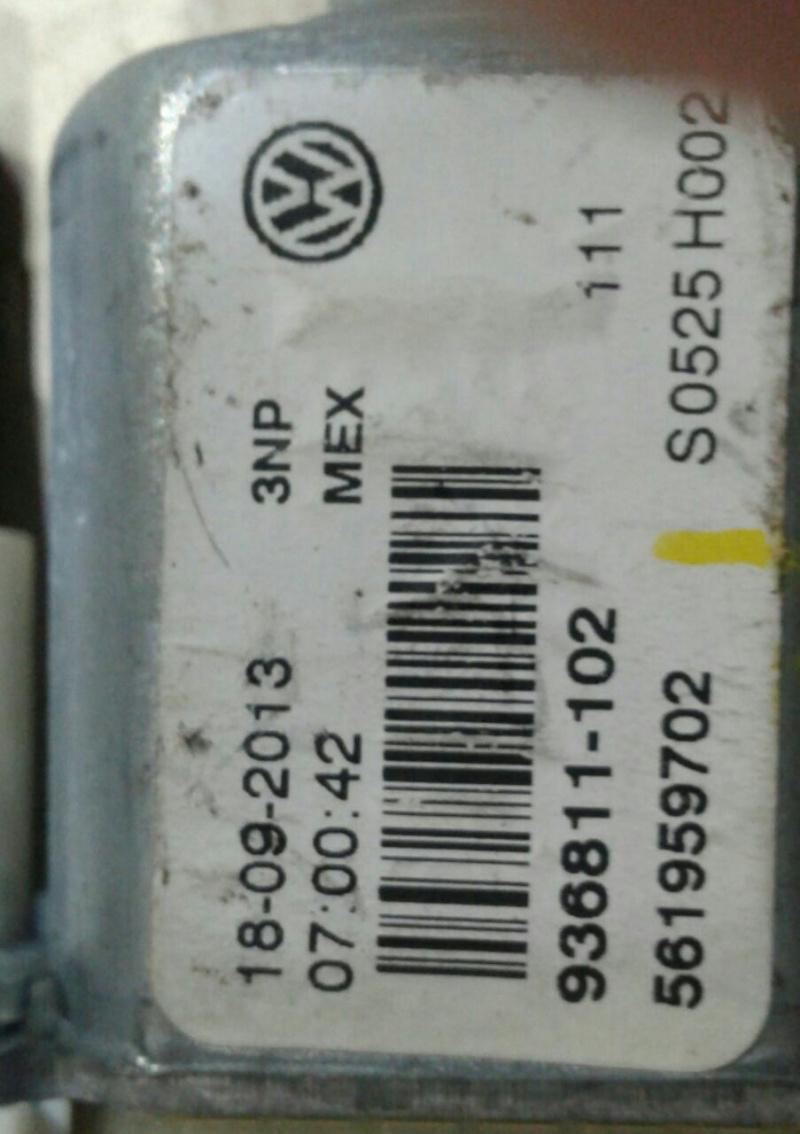 18-09-2013 3NP
07:00:42 MEX
936811-102 111
561959702 S0525 H002